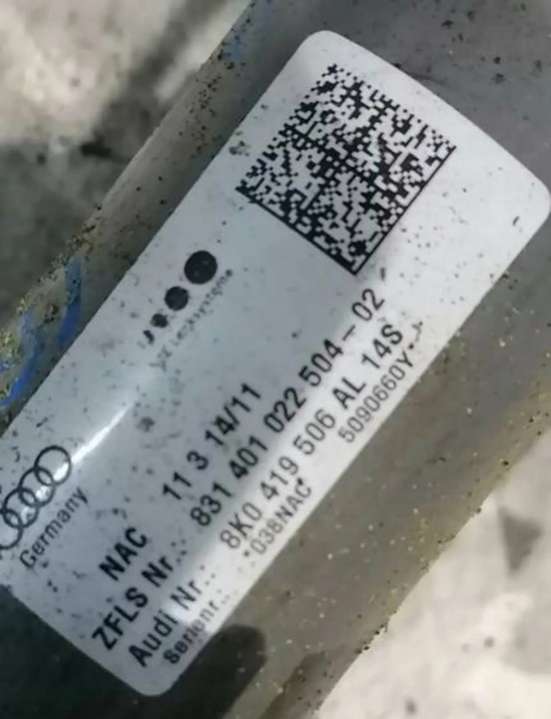 ZF Lenksysteme
Germany
NAC 11 3 14/11
ZFLS Nr.: 831 401 022 504-02
Audi Nr.: 8K0 419 506 AL 14S
Serienr.: *038NAC 5090660Y*